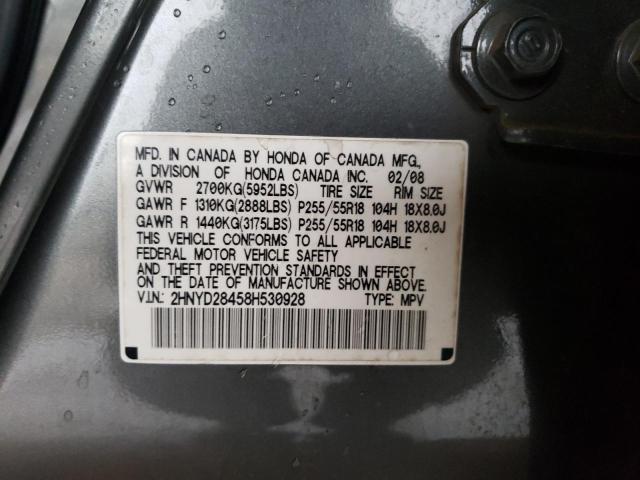 MFD. IN CANADA BY HONDA OF CANADA MFG.,
A DIVISION OF HONDA CANADA INC. 02/08
GVWR 2700KG(5952LBS) TIRE SIZE RIM SIZE
GAWR F 1310KG(2888LBS) P255/55R18 104H 18X8.0J
GAWR R 1440KG(3175LBS) P255/55R18 104H 18X8.0J
THIS VEHICLE CONFORMS TO ALL APPLICABLE
FEDERAL MOTOR VEHICLE SAFETY
AND THEFT PREVENTION STANDARDS IN EFFECT
ON THE DATE OF MANUFACTURE SHOWN ABOVE.
V.I.N.: 2HNYD28458H530928 TYPE: MPV